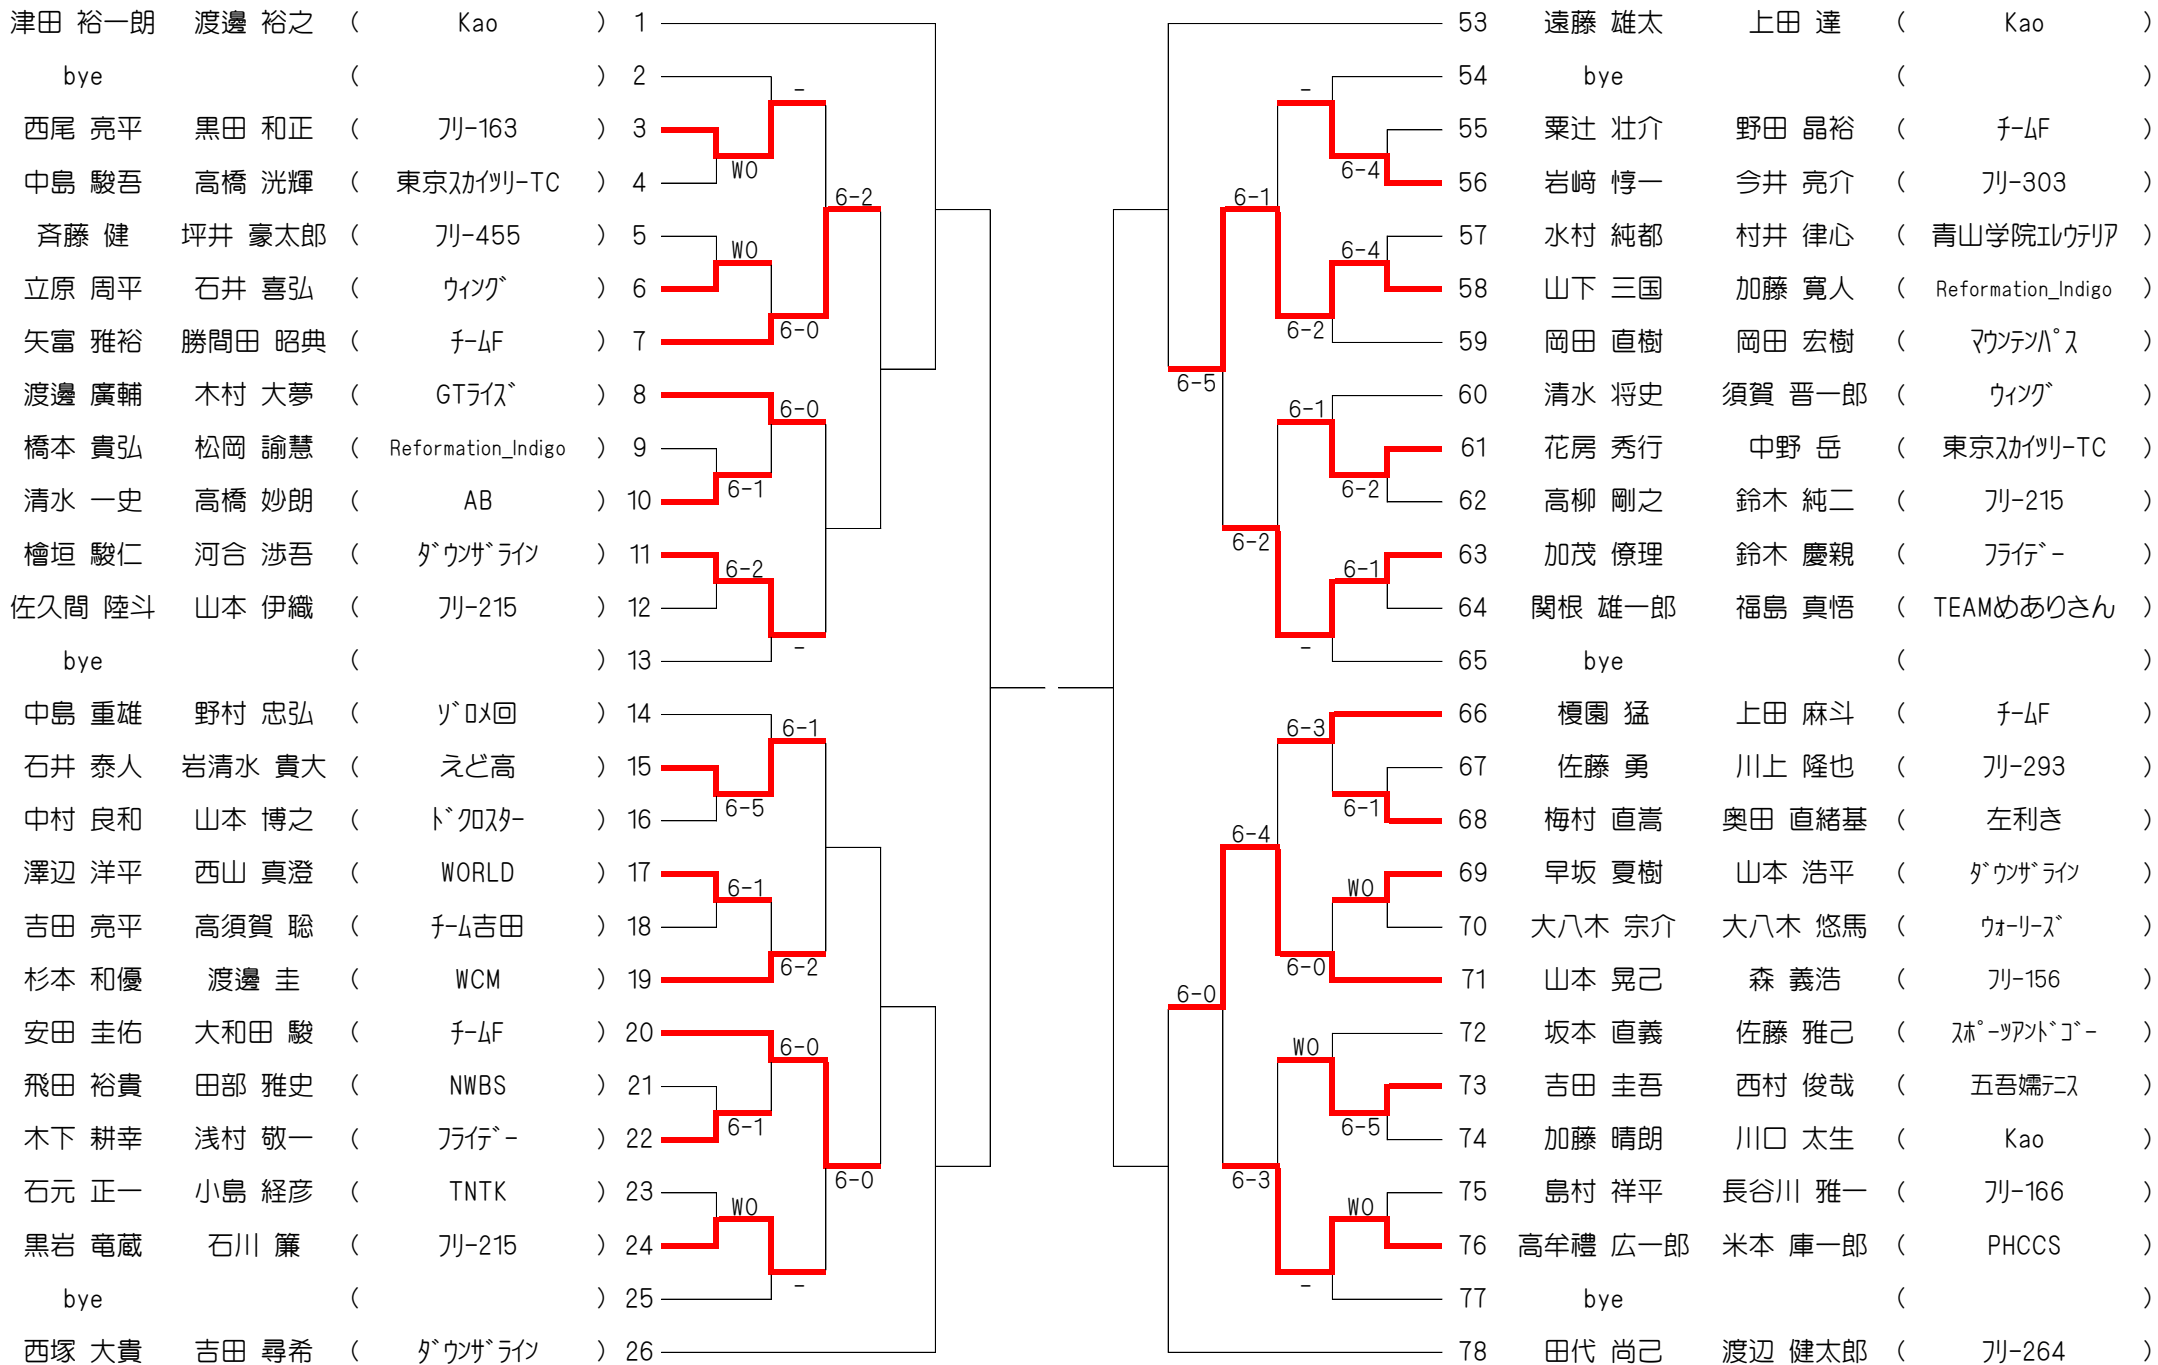 津田 裕一朗 渡邊 裕之 ( Kao ) 1
bye ( ) 2
-
西尾 亮平 黒田 和正 ( フリー163 ) 3
WO
中島 駿吾 高橋 洸輝 ( 東京スカイツリーTC ) 4
6-2
斉藤 健 坪井 豪太郎 ( フリー455 ) 5
WO
立原 周平 石井 喜弘 ( ウィング ) 6
6-0
矢富 雅裕 勝間田 昭典 ( チームF ) 7
渡邊 廣輔 木村 大夢 ( GTライズ ) 8
6-0
橋本 貴弘 松岡 諭慧 ( Reformation_Indigo ) 9
6-1
清水 一史 高橋 妙朗 ( AB ) 10
檜垣 駿仁 河合 渉吾 ( ダウンザライン ) 11
6-2
佐久間 陸斗 山本 伊織 ( フリー215 ) 12
-
bye ( ) 13
中島 重雄 野村 忠弘 ( ゾロメ回 ) 14
6-1
石井 泰人 岩清水 貴大 ( えど高 ) 15
6-5
中村 良和 山本 博之 ( ドクロスター ) 16
澤辺 洋平 西山 真澄 ( WORLD ) 17
6-1
吉田 亮平 高須賀 聡 ( チーム吉田 ) 18
6-2
杉本 和優 渡邊 圭 ( WCM ) 19
安田 圭佑 大和田 駿 ( チームF ) 20
6-0
飛田 裕貴 田部 雅史 ( NWBS ) 21
6-1
木下 耕幸 浅村 敬一 ( フライデー ) 22
6-0
石元 正一 小島 経彦 ( TNTK ) 23
WO
黒岩 竜蔵 石川 簾 ( フリー215 ) 24
-
bye ( ) 25
西塚 大貴 吉田 尋希 ( ダウンザライン ) 26
53 遠藤 雄太 上田 達 ( Kao )
54 bye ( )
-
55 粟辻 壮介 野田 晶裕 ( チームF )
6-4
56 岩﨑 惇一 今井 亮介 ( フリー303 )
6-1
57 水村 純都 村井 律心 ( 青山学院エレウテリア )
6-4
58 山下 三国 加藤 寛人 ( Reformation_Indigo )
6-2
59 岡田 直樹 岡田 宏樹 ( マウンテンパス )
6-5
60 清水 将史 須賀 晋一郎 ( ウィング )
6-1
61 花房 秀行 中野 岳 ( 東京スカイツリーTC )
6-2
62 高柳 剛之 鈴木 純二 ( フリー215 )
6-2
63 加茂 僚理 鈴木 慶親 ( フライデー )
6-1
64 関根 雄一郎 福島 真悟 ( TEAMめありさん )
-
65 bye ( )
66 榎園 猛 上田 麻斗 ( チームF )
6-3
67 佐藤 勇 川上 隆也 ( フリー293 )
6-1
68 梅村 直嵩 奥田 直緒基 ( 左利き )
6-4
69 早坂 夏樹 山本 浩平 ( ダウンザライン )
WO
70 大八木 宗介 大八木 悠馬 ( ウォーリーズ )
6-0
71 山本 晃己 森 義浩 ( フリー156 )
6-0
72 坂本 直義 佐藤 雅己 ( スポーツアンドゴー )
WO
73 吉田 圭吾 西村 俊哉 ( 五吾嬬テニス )
6-5
74 加藤 晴朗 川口 太生 ( Kao )
6-3
75 島村 祥平 長谷川 雅一 ( フリー166 )
WO
76 高牟禮 広一郎 米本 庫一郎 ( PHCCS )
-
77 bye ( )
78 田代 尚己 渡辺 健太郎 ( フリー264 )